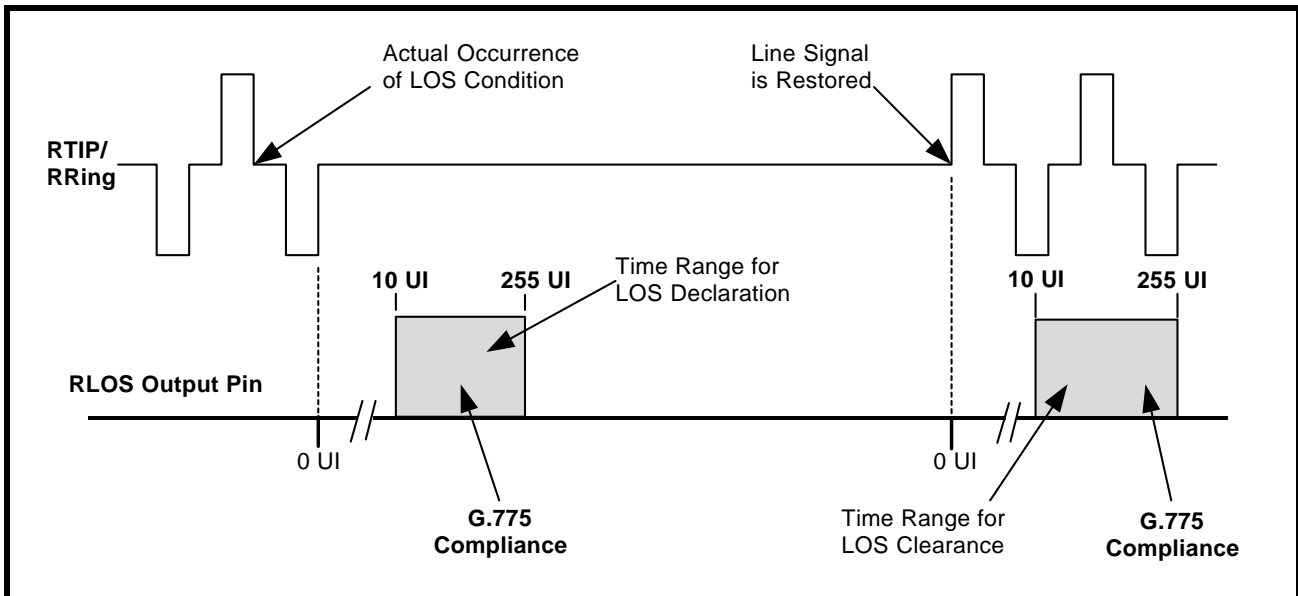 Actual Occurrence
of LOS Condition
Line Signal
is Restored
RTIP/
RRing
10 UI
255 UI
Time Range for
LOS Declaration
10 UI
255 UI
RLOS Output Pin
0 UI
0 UI
G.775
Compliance
Time Range for
LOS Clearance
G.775
Compliance